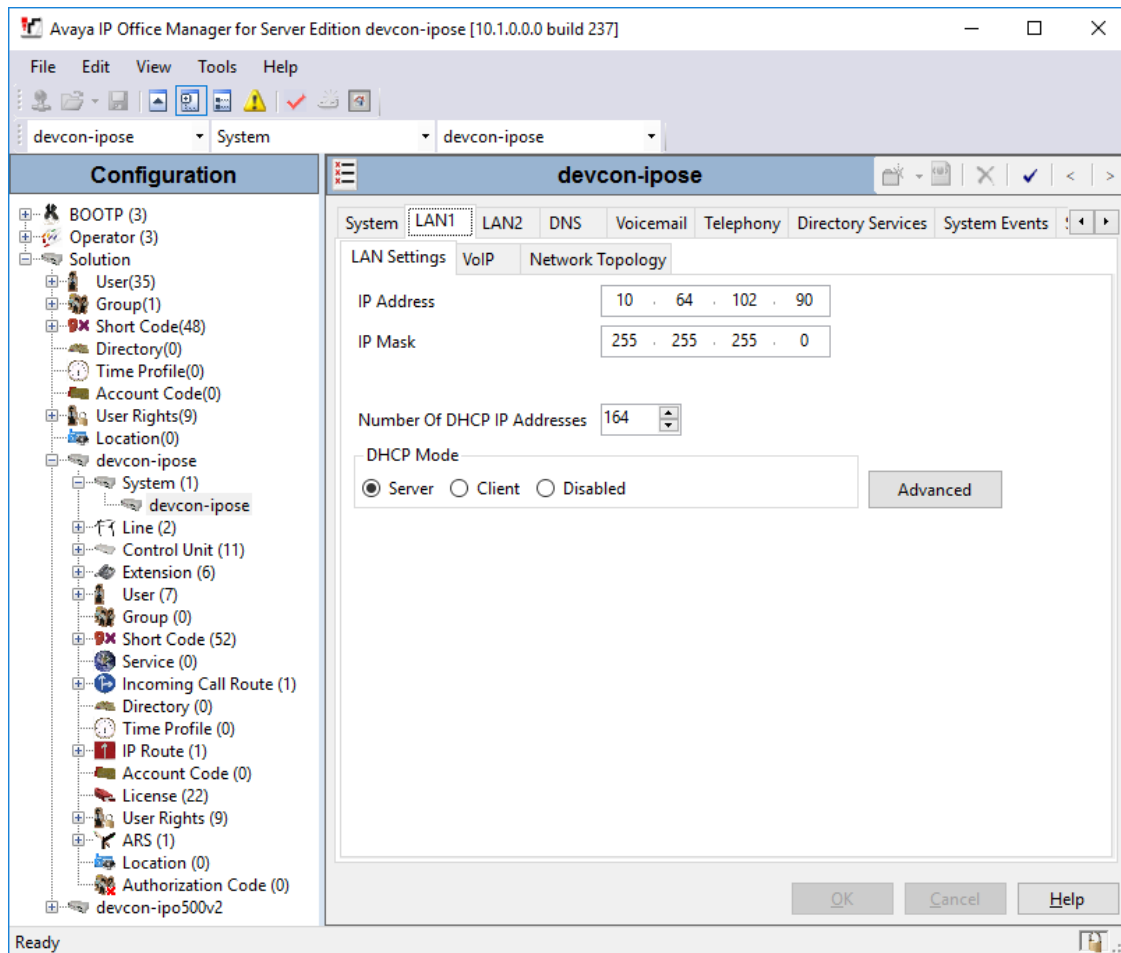 Avaya IP Office Manager for Server Edition devcon-ipose [10.1.0.0.0 build 237]
File Edit View Tools Help
devcon-ipose System devcon-ipose
Configuration
BOOTP (3)
Operator (3)
Solution
User(35)
Group(1)
Short Code(48)
Directory(0)
Time Profile(0)
Account Code(0)
User Rights(9)
Location(0)
devcon-ipose
System (1)
devcon-ipose
Line (2)
Control Unit (11)
Extension (6)
User (7)
Group (0)
Short Code (52)
Service (0)
Incoming Call Route (1)
Directory (0)
Time Profile (0)
IP Route (1)
Account Code (0)
License (22)
User Rights (9)
ARS (1)
Location (0)
Authorization Code (0)
devcon-ipo500v2
devcon-ipose
System LAN1 LAN2 DNS Voicemail Telephony Directory Services System Events
LAN Settings VoIP Network Topology
IP Address 10 . 64 . 102 . 90
IP Mask 255 . 255 . 255 . 0
Number Of DHCP IP Addresses 164
DHCP Mode
Server Client Disabled
Advanced
OK Cancel Help
Ready